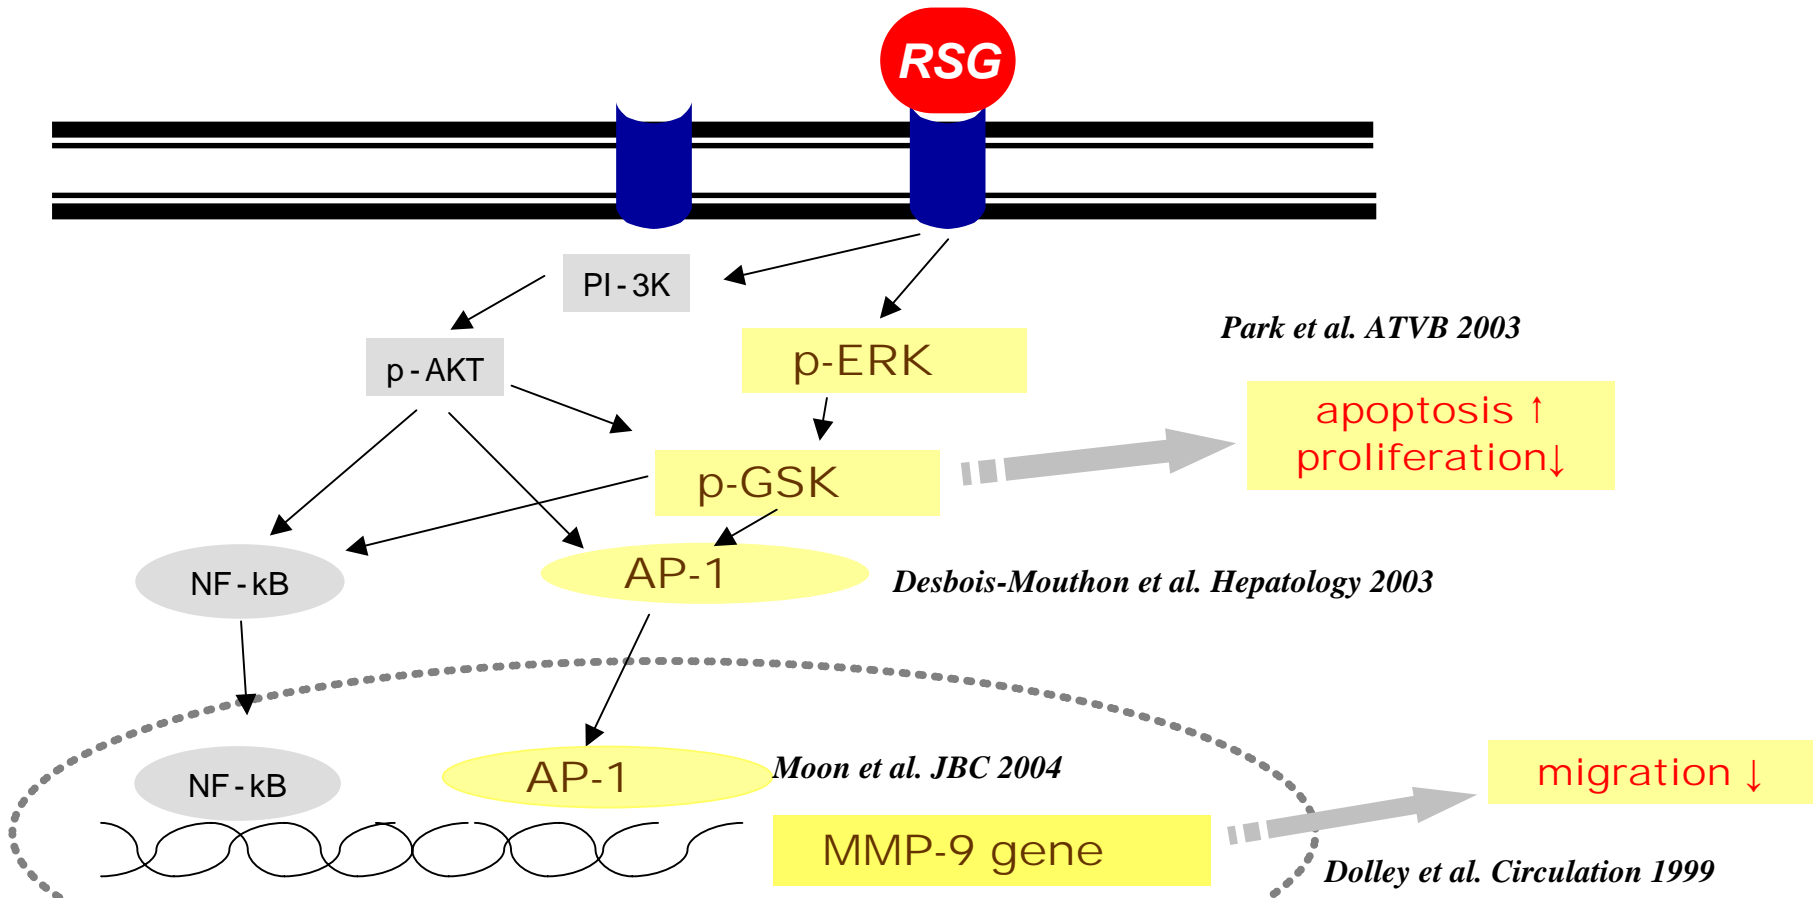 RSG
PI-3K
Park et al. ATVB 2003
p-AKT
p-ERK
apoptosis ↑
proliferation↓
p-GSK
NF-kB
AP-1
Desbois-Mouthon et al. Hepatology 2003
NF-kB
AP-1
Moon et al. JBC 2004
migration ↓
MMP-9 gene
Dolley et al. Circulation 1999